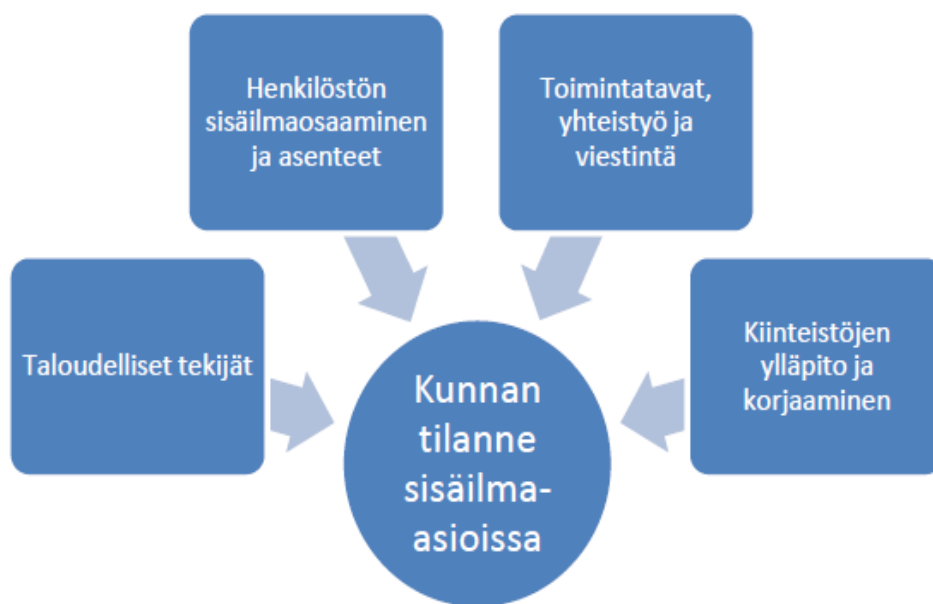 Henkilöstön
sisäilmaosaaminen
ja asenteet
Toimintatavat,
yhteistyö ja
viestintä
Taloudelliset tekijät
Kiinteistöjen
ylläpito ja
korjaaminen
Kunnan
tilanne
sisäilma-
asioissa